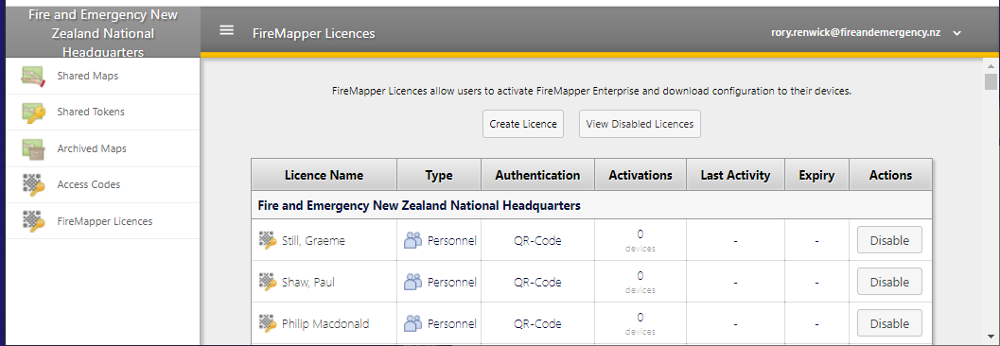 Fire and Emergency New
Zealand National
Headquarters
FireMapper Licences
rory.renwick@fireandemergency.nz
Shared Maps
Shared Tokens
Archived Maps
Access Codes
FireMapper Licences
FireMapper Licences allow users to activate FireMapper Enterprise and download configuration to their devices.
Create Licence View Disabled Licences
Licence Name Type Authentication Activations Last Activity Expiry Actions
Fire and Emergency New Zealand National Headquarters
Still, Graeme Personnel QR-Code 0 devices - - Disable
Shaw, Paul Personnel QR-Code 0 devices - - Disable
Philip Macdonald Personnel QR-Code 0 devices - - Disable